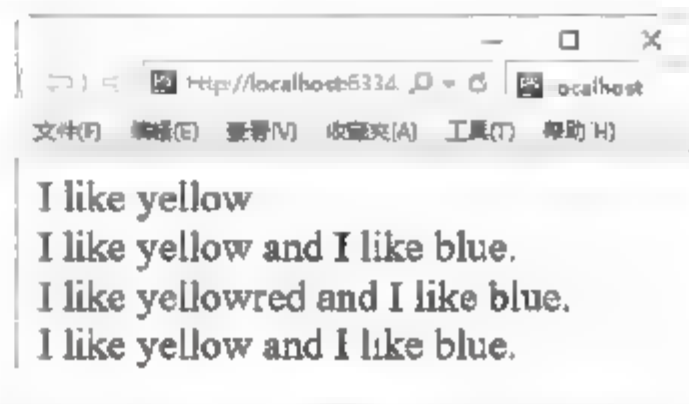 http://localhost:6334 localhost
文件(F) 编辑(E) 查看(V) 收藏夹(A) 工具(T) 帮助(H)
I like yellow
I like yellow and I like blue.
I like yellowred and I like blue.
I like yellow and I like blue.